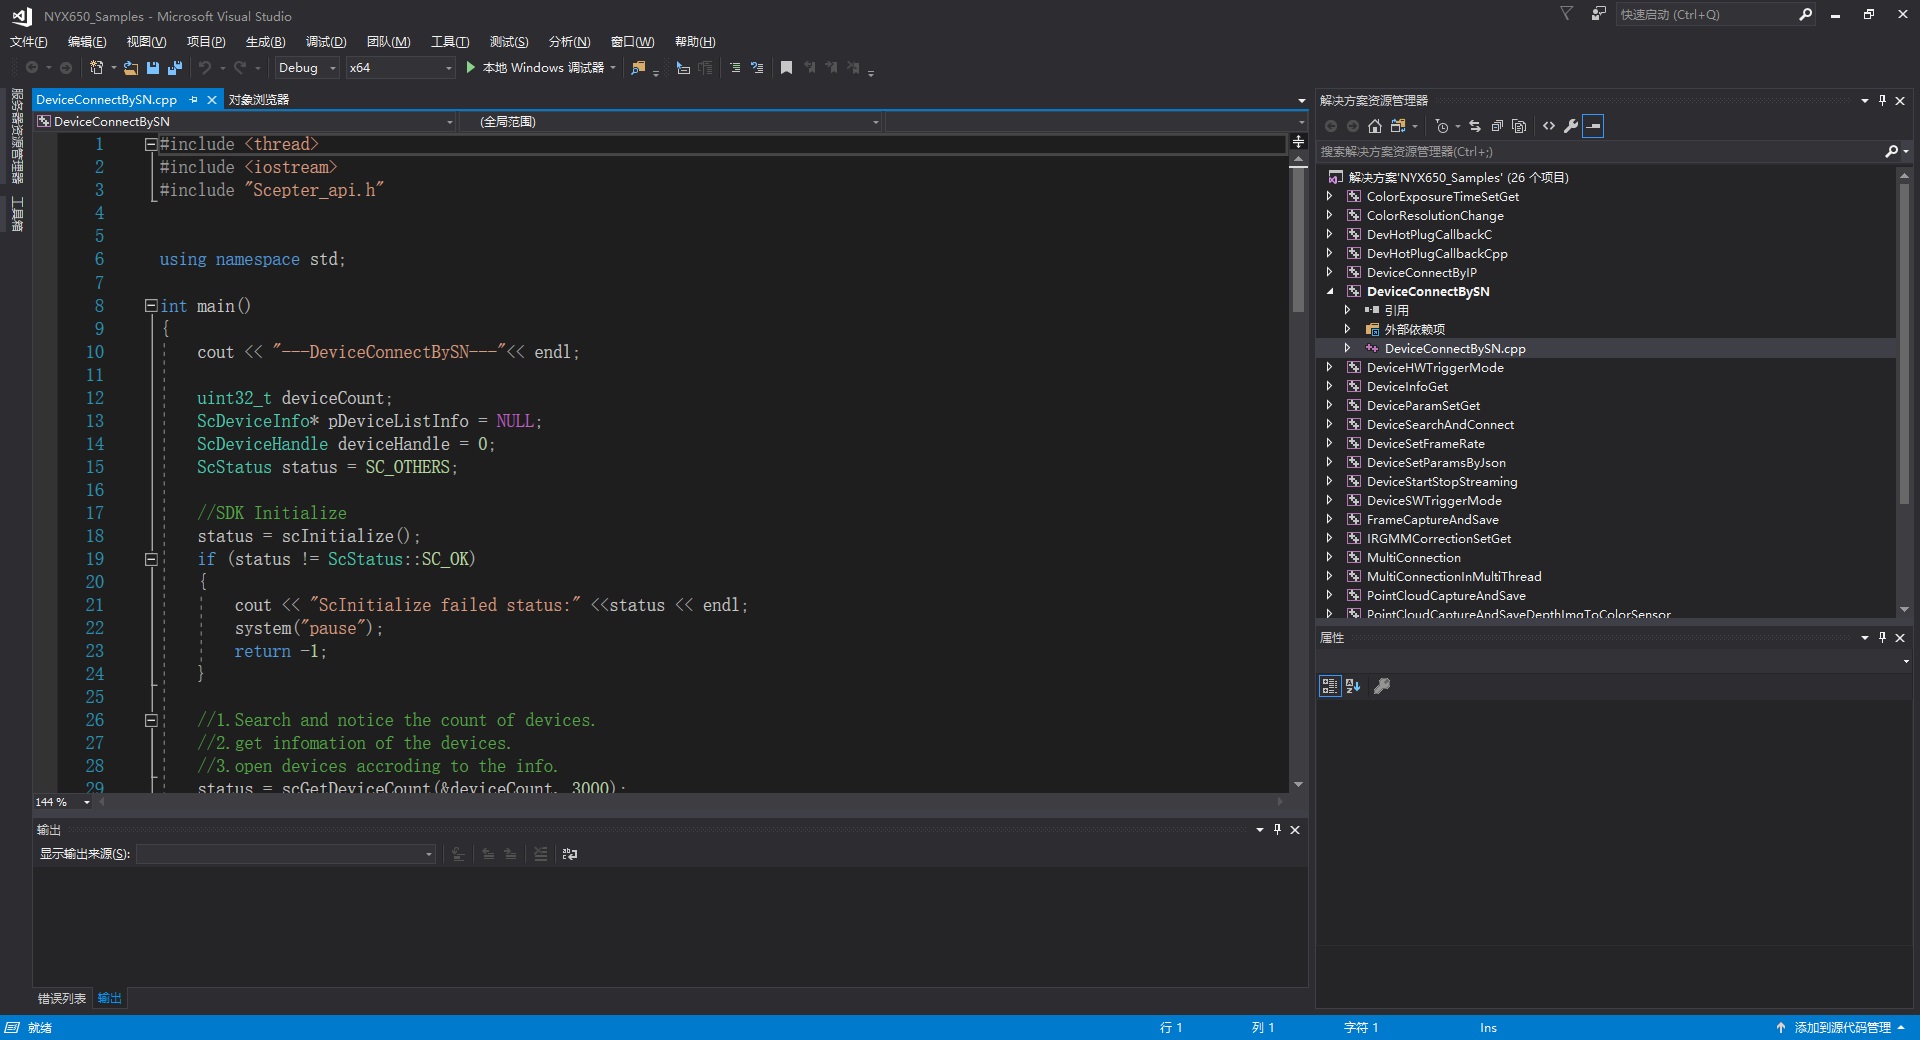 NYX650_Samples - Microsoft Visual Studio
快速启动 (Ctrl+Q)
文件(F) 编辑(E) 视图(V) 项目(P) 生成(B) 调试(D) 团队(M) 工具(T) 测试(S) 分析(N) 窗口(W) 帮助(H)
Debug x64 本地 Windows 调试器
服务器资源管理器
工具箱
DeviceConnectBySN.cpp 对象浏览器
DeviceConnectBySN (全局范围)
1 #include <thread>
2 #include <iostream>
3 #include "Scepter_api.h"
4
5
6 using namespace std;
7
8 int main()
9 {
10 cout << "---DeviceConnectBySN---"<< endl;
11
12 uint32_t deviceCount;
13 ScDeviceInfo* pDeviceListInfo = NULL;
14 ScDeviceHandle deviceHandle = 0;
15 ScStatus status = SC_OTHERS;
16
17 //SDK Initialize
18 status = scInitialize();
19 if (status != ScStatus::SC_OK)
20 {
21 cout << "ScInitialize failed status:" <<status << endl;
22 system("pause");
23 return -1;
24 }
25
26 //1.Search and notice the count of devices.
27 //2.get infomation of the devices.
28 //3.open devices accroding to the info.
29 status = scGetDeviceCount(&deviceCount, 3000);
144 %
输出
显示输出来源(S):
错误列表 输出
解决方案资源管理器
搜索解决方案资源管理器(Ctrl+;)
解决方案'NYX650_Samples' (26 个项目)
ColorExposureTimeSetGet
ColorResolutionChange
DevHotPlugCallbackC
DevHotPlugCallbackCpp
DeviceConnectByIP
DeviceConnectBySN
引用
外部依赖项
DeviceConnectBySN.cpp
DeviceHWTriggerMode
DeviceInfoGet
DeviceParamSetGet
DeviceSearchAndConnect
DeviceSetFrameRate
DeviceSetParamsByJson
DeviceStartStopStreaming
DeviceSWTriggerMode
FrameCaptureAndSave
IRGMMCorrectionSetGet
MultiConnection
MultiConnectionInMultiThread
PointCloudCaptureAndSave
PointCloudCaptureAndSaveDepthImgToColorSensor
属性
就绪 行 1 列 1 字符 1 Ins 添加到源代码管理